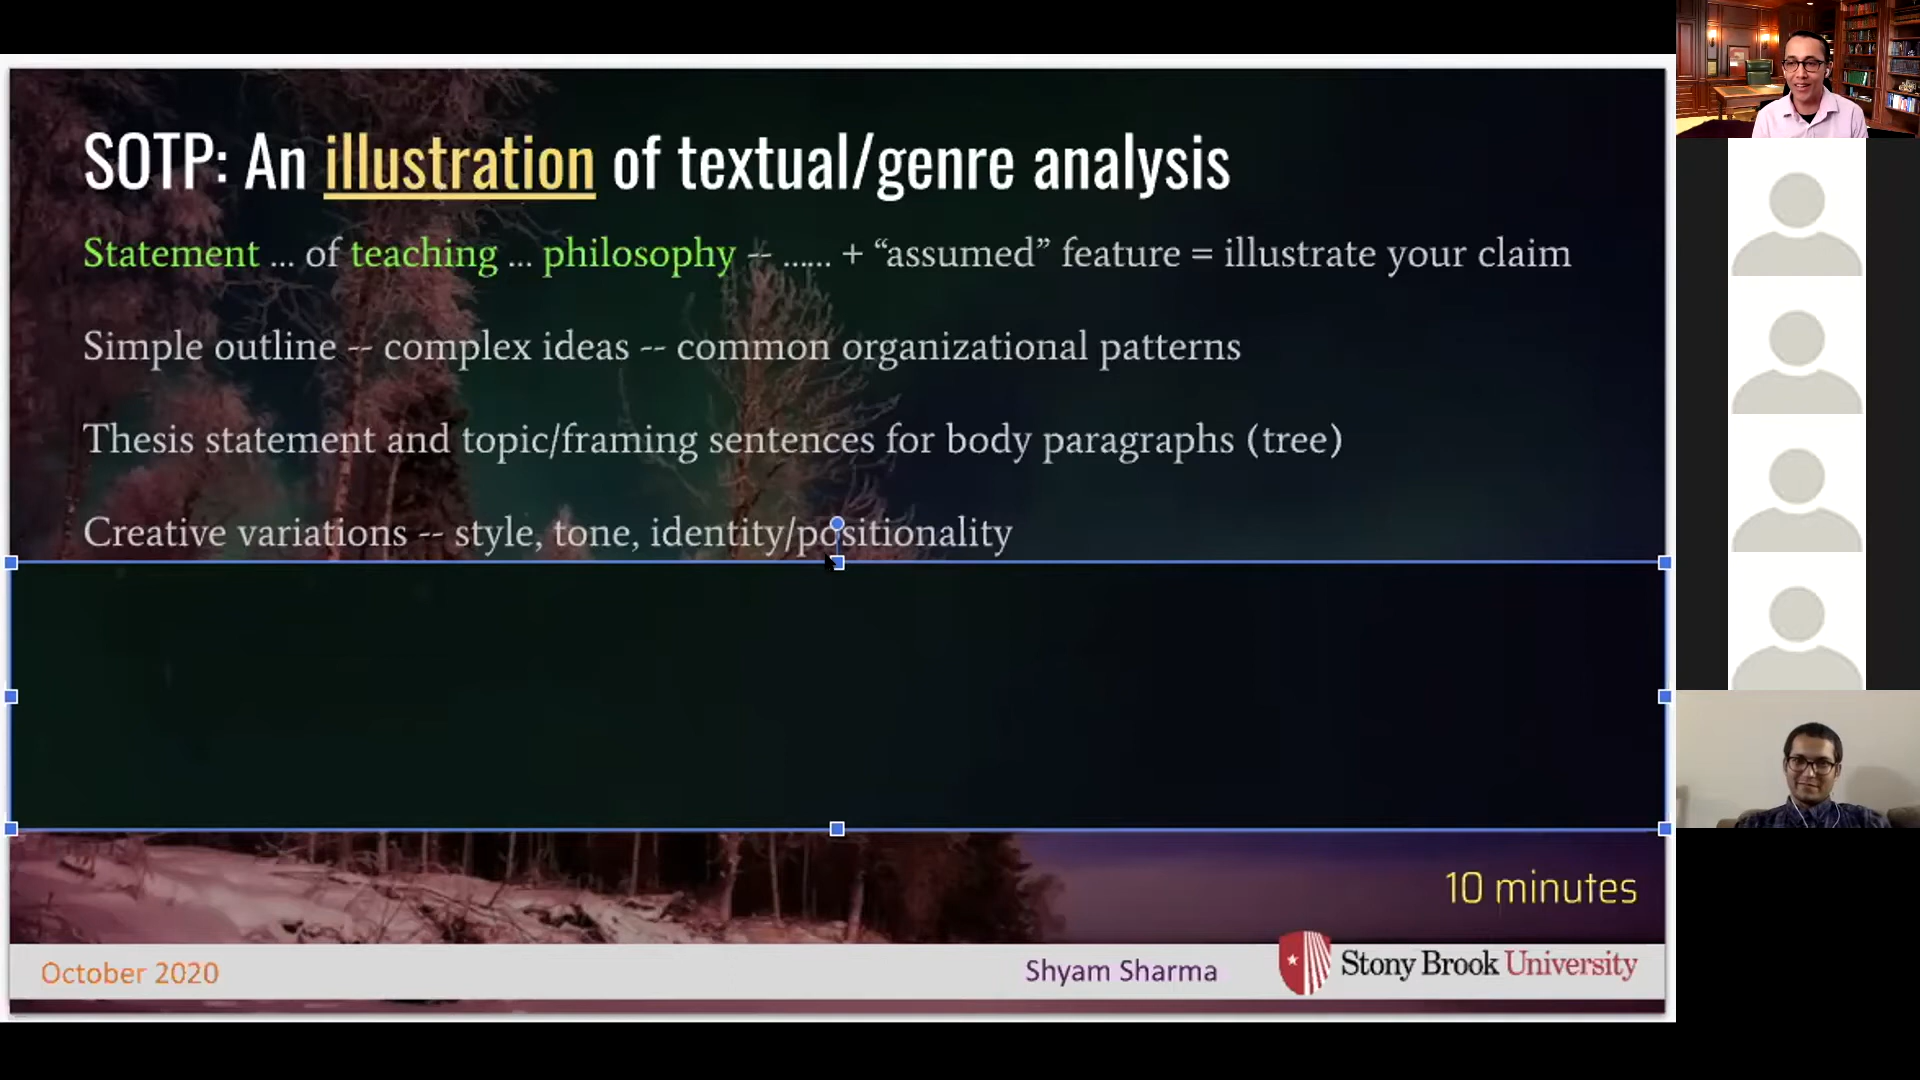 SOTP: An illustration of textual/genre analysis
Statement ... of teaching ... philosophy -- ...... + “assumed” feature = illustrate your claim
Simple outline -- complex ideas -- common organizational patterns
Thesis statement and topic/framing sentences for body paragraphs (tree)
Creative variations -- style, tone, identity/positionality
10 minutes
October 2020
Shyam Sharma
Stony Brook University